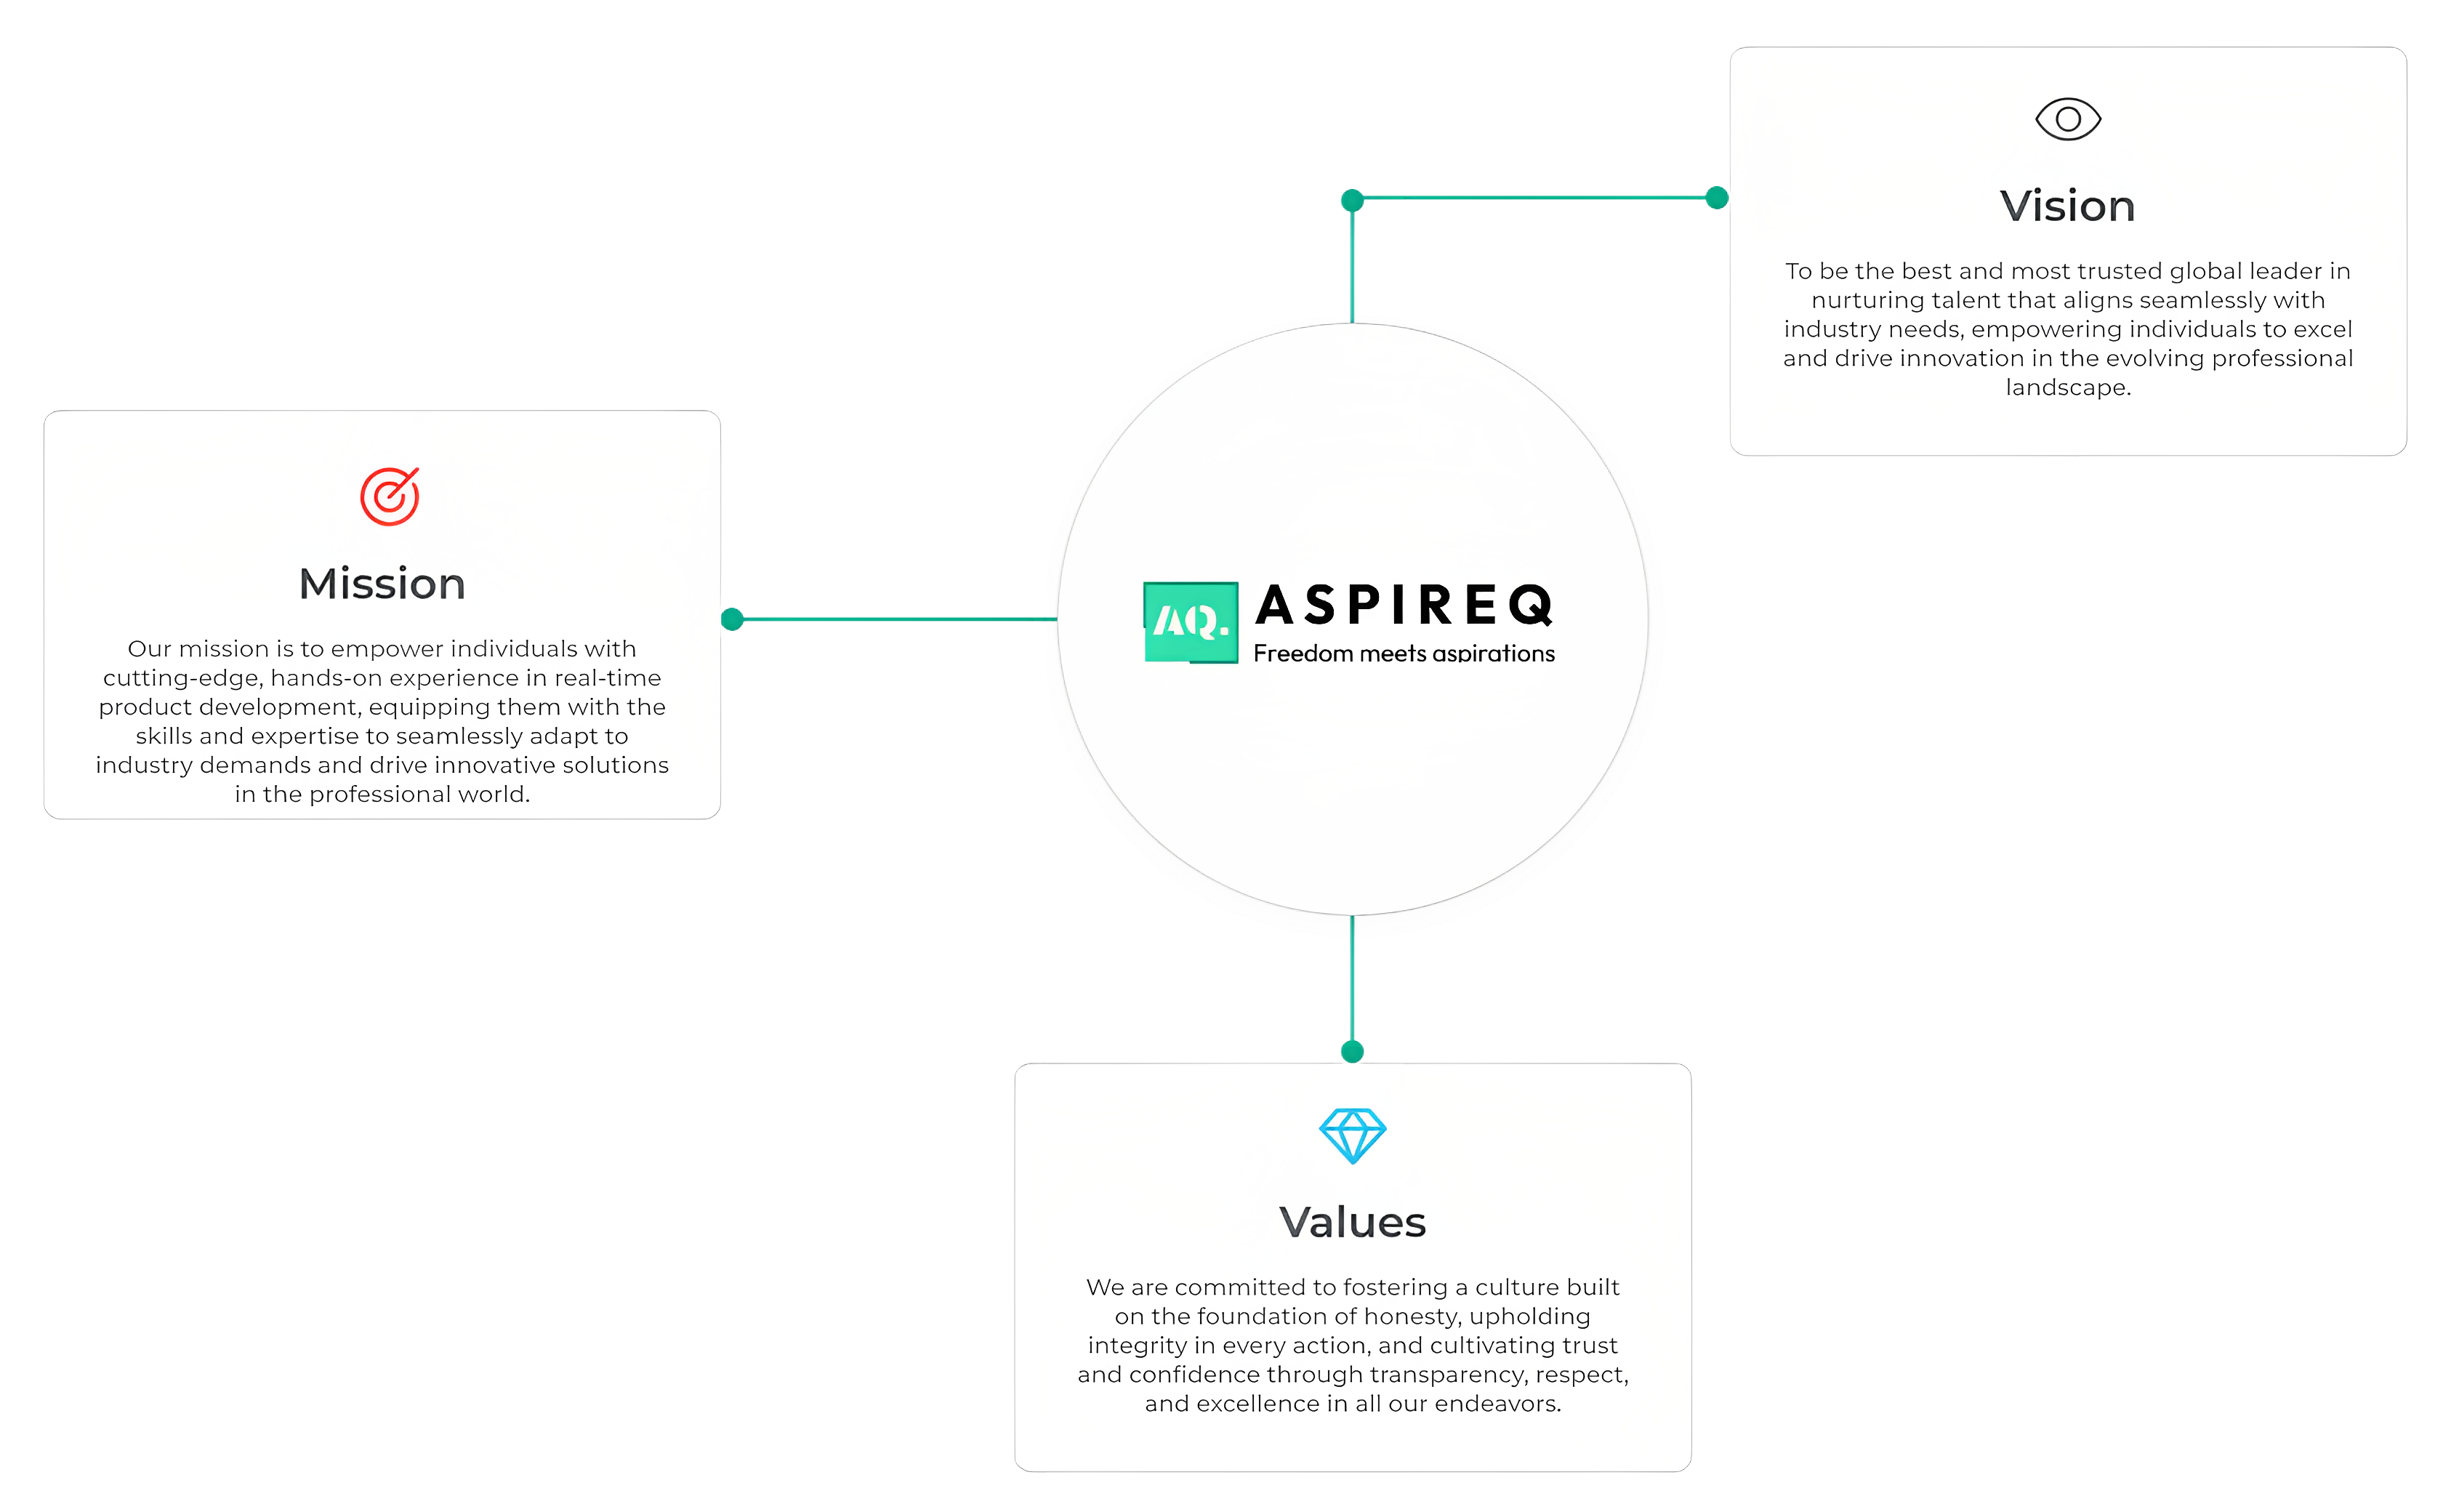 Vision
To be the best and most trusted global leader in
nurturing talent that aligns seamlessly with
industry needs, empowering individuals to excel
and drive innovation in the evolving professional
landscape.
Mission
Our mission is to empower individuals with
cutting-edge, hands-on experience in real-time
product development, equipping them with the
skills and expertise to seamlessly adapt to
industry demands and drive innovative solutions
in the professional world.
AQ.
ASPIREQ
Freedom meets aspirations
Values
We are committed to fostering a culture built
on the foundation of honesty, upholding
integrity in every action, and cultivating trust
and confidence through transparency, respect,
and excellence in all our endeavors.